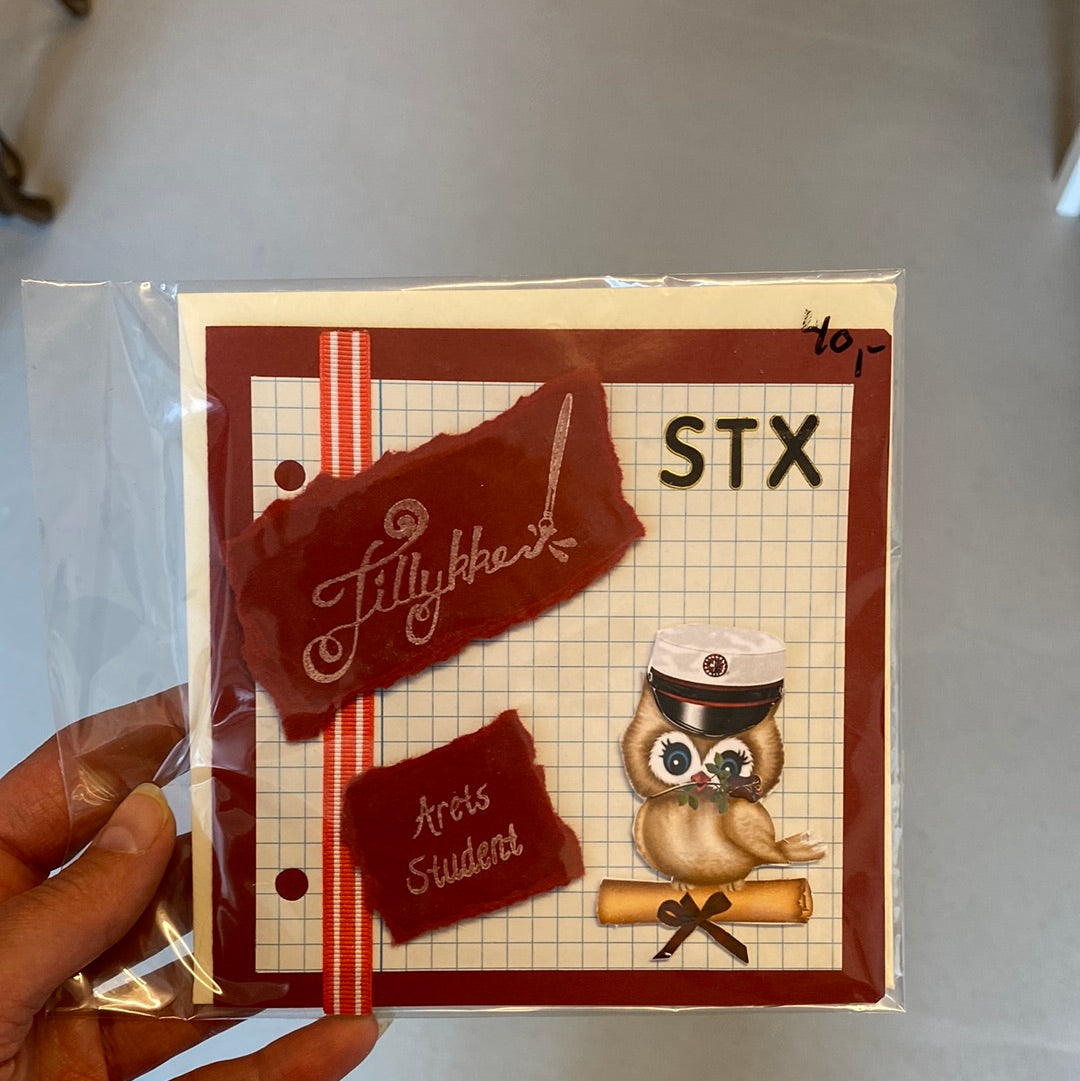 40,-
STX
Tillykke
Årets
Student